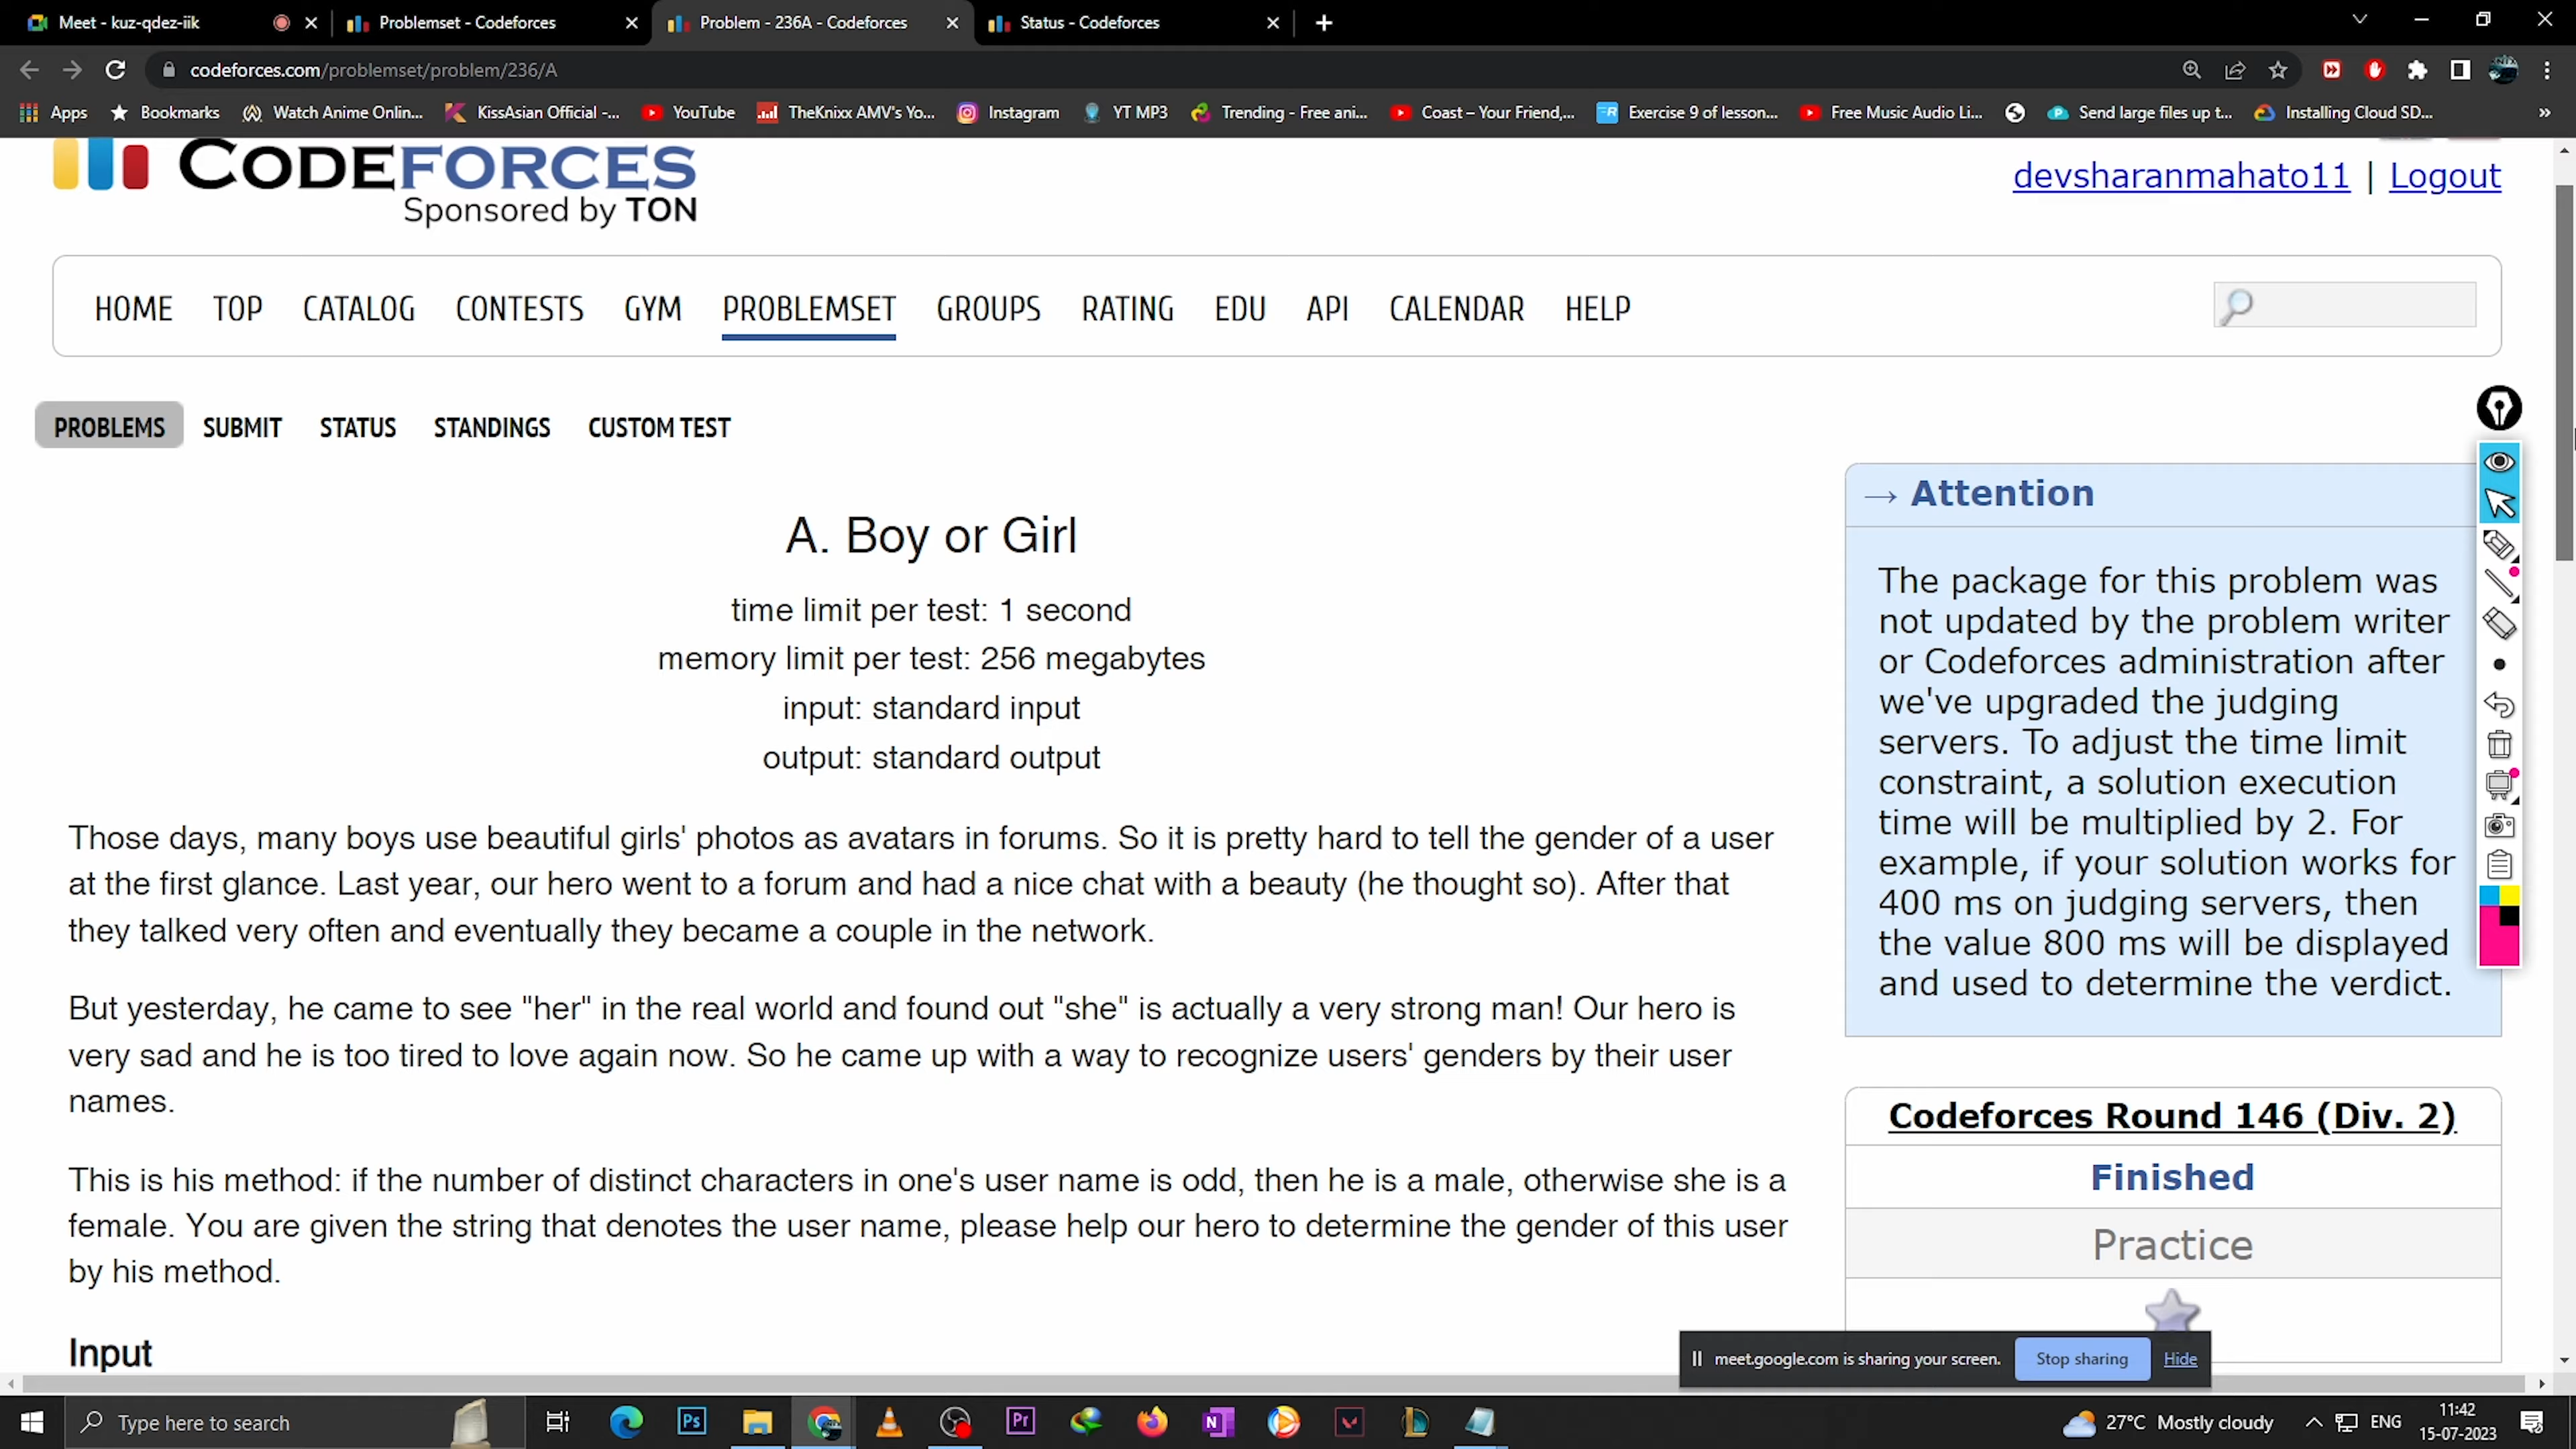 Meet - kuz-qdez-iik
Problemset - Codeforces
Problem - 236A - Codeforces
Status - Codeforces
codeforces.com/problemset/problem/236/A
Apps
Bookmarks
Watch Anime Online...
KissAsian Official -...
YouTube
TheKnixx AMV's Yo...
Instagram
YT MP3
Trending - Free ani...
Coast – Your Friend,...
Exercise 9 of lesson...
Free Music Audio Li...
Send large files up t...
Installing Cloud SD...
»
CODEFORCES
Sponsored by TON
devsharanmahato11 | Logout
HOME TOP CATALOG CONTESTS GYM PROBLEMSET GROUPS RATING EDU API CALENDAR HELP
PROBLEMS SUBMIT STATUS STANDINGS CUSTOM TEST
A. Boy or Girl
time limit per test: 1 second
memory limit per test: 256 megabytes
input: standard input
output: standard output
Those days, many boys use beautiful girls' photos as avatars in forums. So it is pretty hard to tell the gender of a user
at the first glance. Last year, our hero went to a forum and had a nice chat with a beauty (he thought so). After that
they talked very often and eventually they became a couple in the network.
But yesterday, he came to see "her" in the real world and found out "she" is actually a very strong man! Our hero is
very sad and he is too tired to love again now. So he came up with a way to recognize users' genders by their user
names.
This is his method: if the number of distinct characters in one's user name is odd, then he is a male, otherwise she is a
female. You are given the string that denotes the user name, please help our hero to determine the gender of this user
by his method.
Input
→ Attention
The package for this problem was
not updated by the problem writer
or Codeforces administration after
we've upgraded the judging
servers. To adjust the time limit
constraint, a solution execution
time will be multiplied by 2. For
example, if your solution works for
400 ms on judging servers, then
the value 800 ms will be displayed
and used to determine the verdict.
Codeforces Round 146 (Div. 2)
Finished
Practice
meet.google.com is sharing your screen.
Stop sharing
Hide
Type here to search
Ps
Pr
N
27°C Mostly cloudy
ENG
11:42
15-07-2023